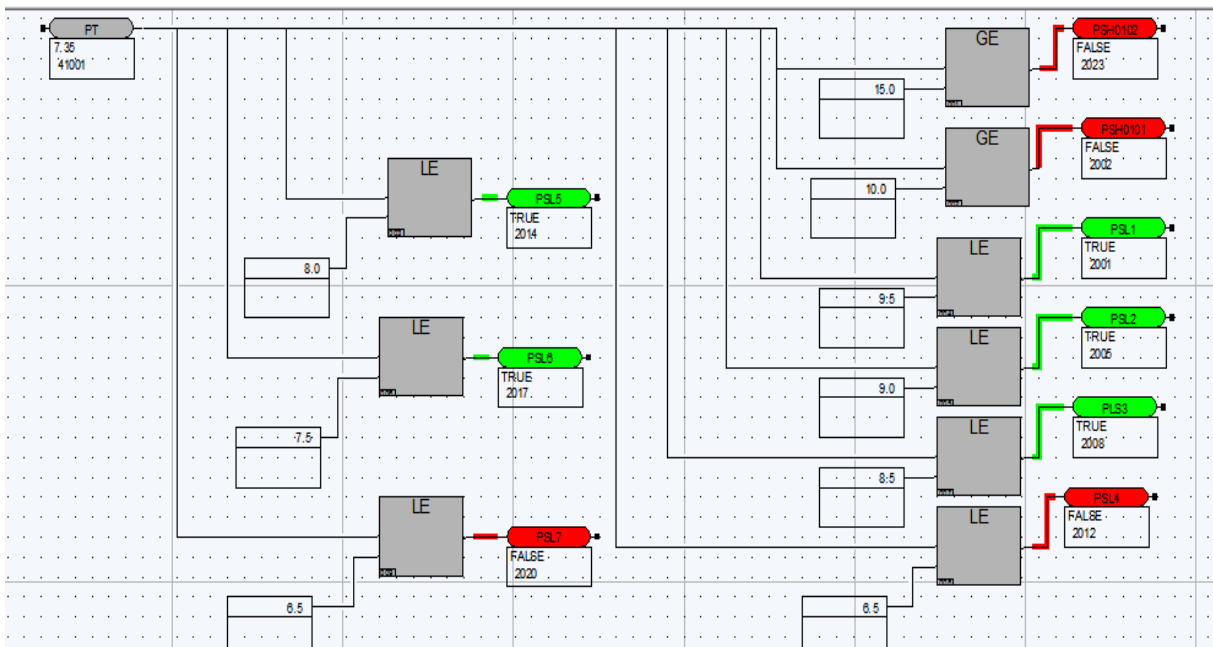 PT
7.35
41001
GE
PSH0102
FALSE
2023
15.0
GE
PSH0101
FALSE
2002
10.0
LE
PSL5
TRUE
2014
8.0
LE
PSL1
TRUE
2001
9.5
LE
PSL6
TRUE
2017
7.5
LE
PSL2
TRUE
2005
9.0
LE
PLS3
TRUE
2008
8.5
LE
PSL7
FALSE
2020
6.5
LE
PSL4
FALSE
2012
6.5